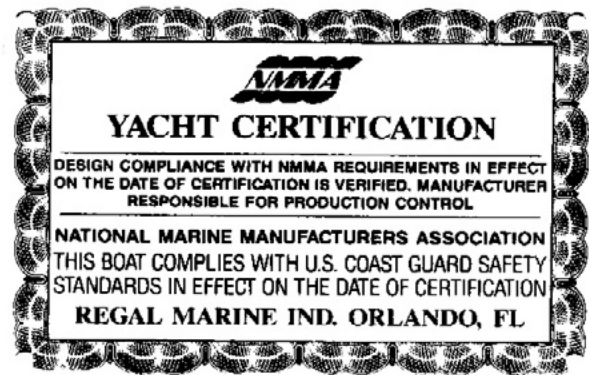 NMMA
YACHT CERTIFICATION
DESIGN COMPLIANCE WITH NMMA REQUIREMENTS IN EFFECT
ON THE DATE OF CERTIFICATION IS VERIFIED. MANUFACTURER
RESPONSIBLE FOR PRODUCTION CONTROL
NATIONAL MARINE MANUFACTURERS ASSOCIATION
THIS BOAT COMPLIES WITH U.S. COAST GUARD SAFETY
STANDARDS IN EFFECT ON THE DATE OF CERTIFICATION
REGAL MARINE IND. ORLANDO, FL